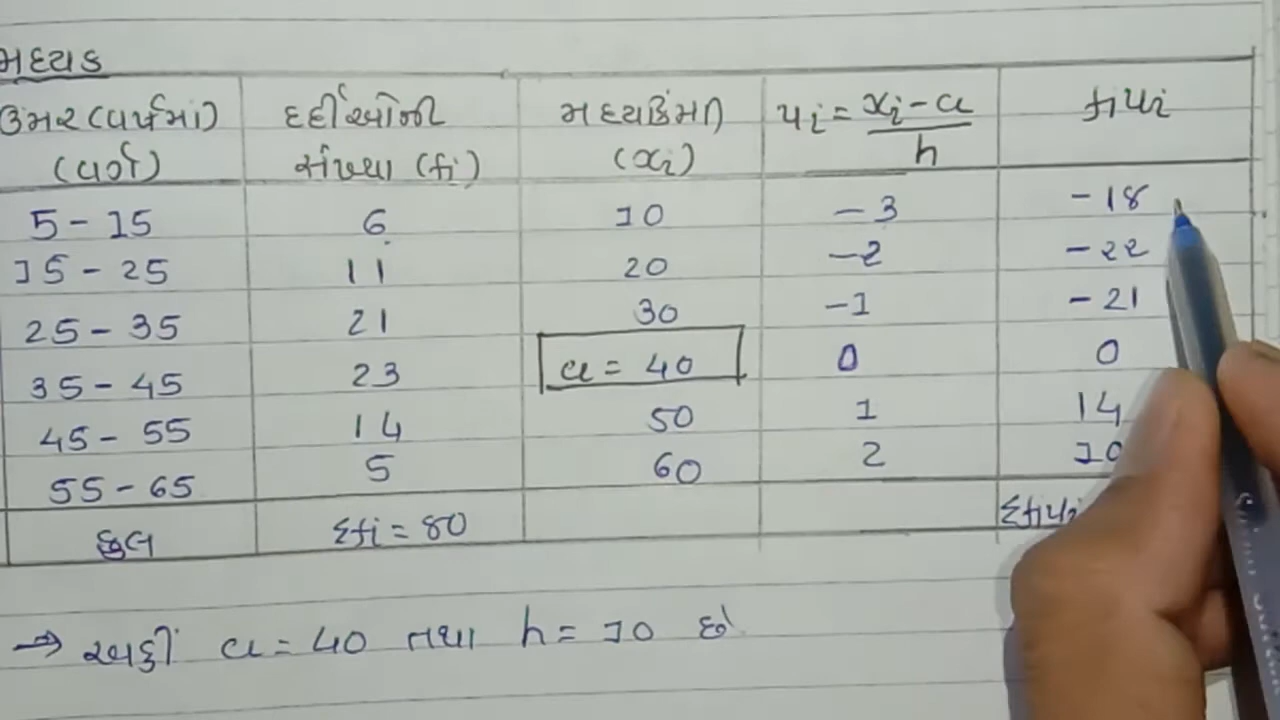 મધ્યક
ઉંમર (વર્ષમાં) દર્દીઓની મધ્યકિંમત uᵢ = xᵢ - a / h fᵢuᵢ
(વર્ગ) સંખ્યા (fᵢ) (xᵢ)
5 - 15 6 10 - 3 - 18
15 - 25 11 20 - 2 - 22
25 - 35 21 30 - 1 - 21
35 - 45 23 a = 40 0 0
45 - 55 14 50 1 14
55 - 65 5 60 2 10
કુલ Σfᵢ = 80 Σfᵢuᵢ
→ અહીં a = 40 તથા h = 10 છે.